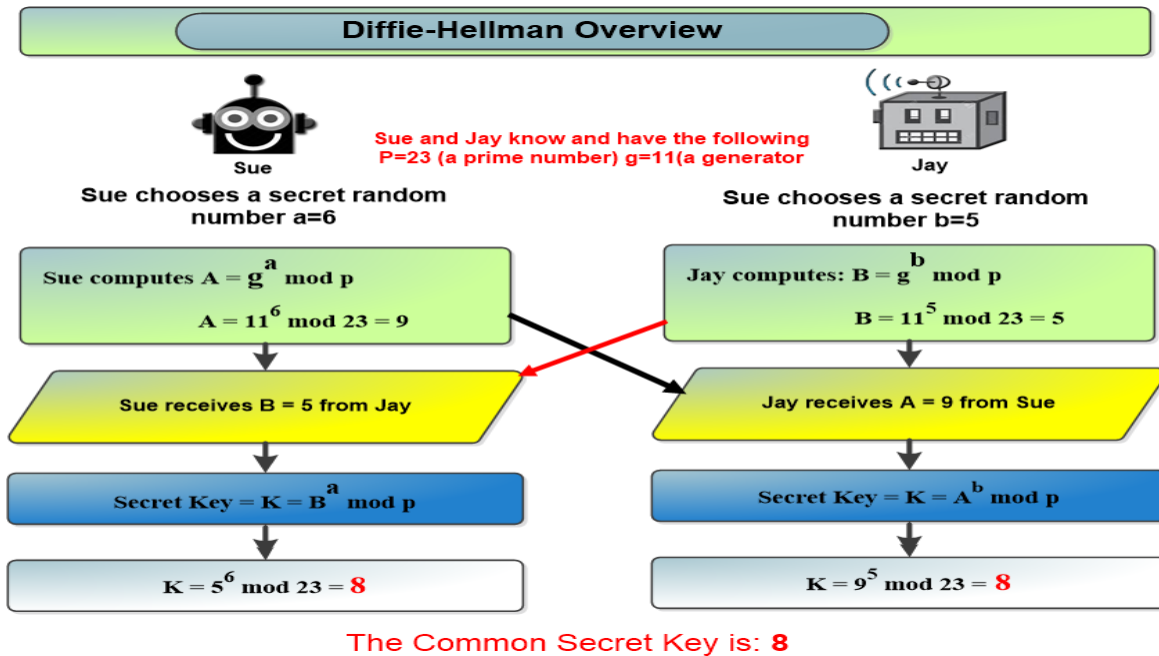 Diffie-Hellman Overview
Sue and Jay know and have the following
P=23 (a prime number) g=11(a generator
Sue
Sue chooses a secret random
number a=6
Jay
Sue chooses a secret random
number b=5
Sue computes A = g^a mod p
A = 11^6 mod 23 = 9
Jay computes: B = g^b mod p
B = 11^5 mod 23 = 5
Sue receives B = 5 from Jay
Jay receives A = 9 from Sue
Secret Key = K = B^a mod p
Secret Key = K = A^b mod p
K = 5^6 mod 23 = 8
K = 9^5 mod 23 = 8
The Common Secret Key is: 8